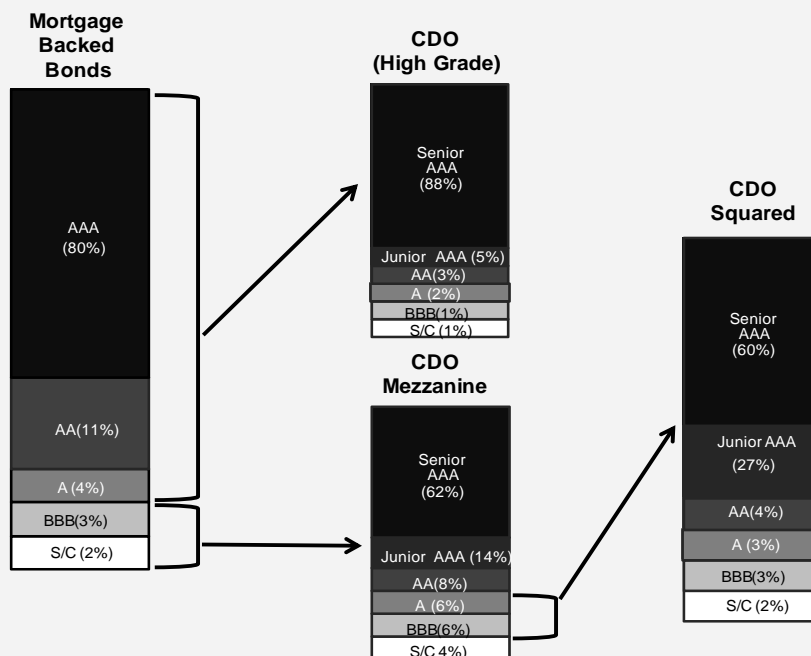 Mortgage
Backed
Bonds
AAA
(80%)
AA(11%)
A (4%)
BBB(3%)
S/C (2%)
CDO
(High Grade)
Senior
AAA
(88%)
Junior AAA (5%)
AA(3%)
A (2%)
BBB(1%)
S/C (1%)
CDO
Mezzanine
Senior
AAA
(62%)
Junior AAA (14%)
AA(8%)
A (6%)
BBB(6%)
S/C 4%)
CDO
Squared
Senior
AAA
(60%)
Junior AAA
(27%)
AA(4%)
A (3%)
BBB(3%)
S/C (2%)